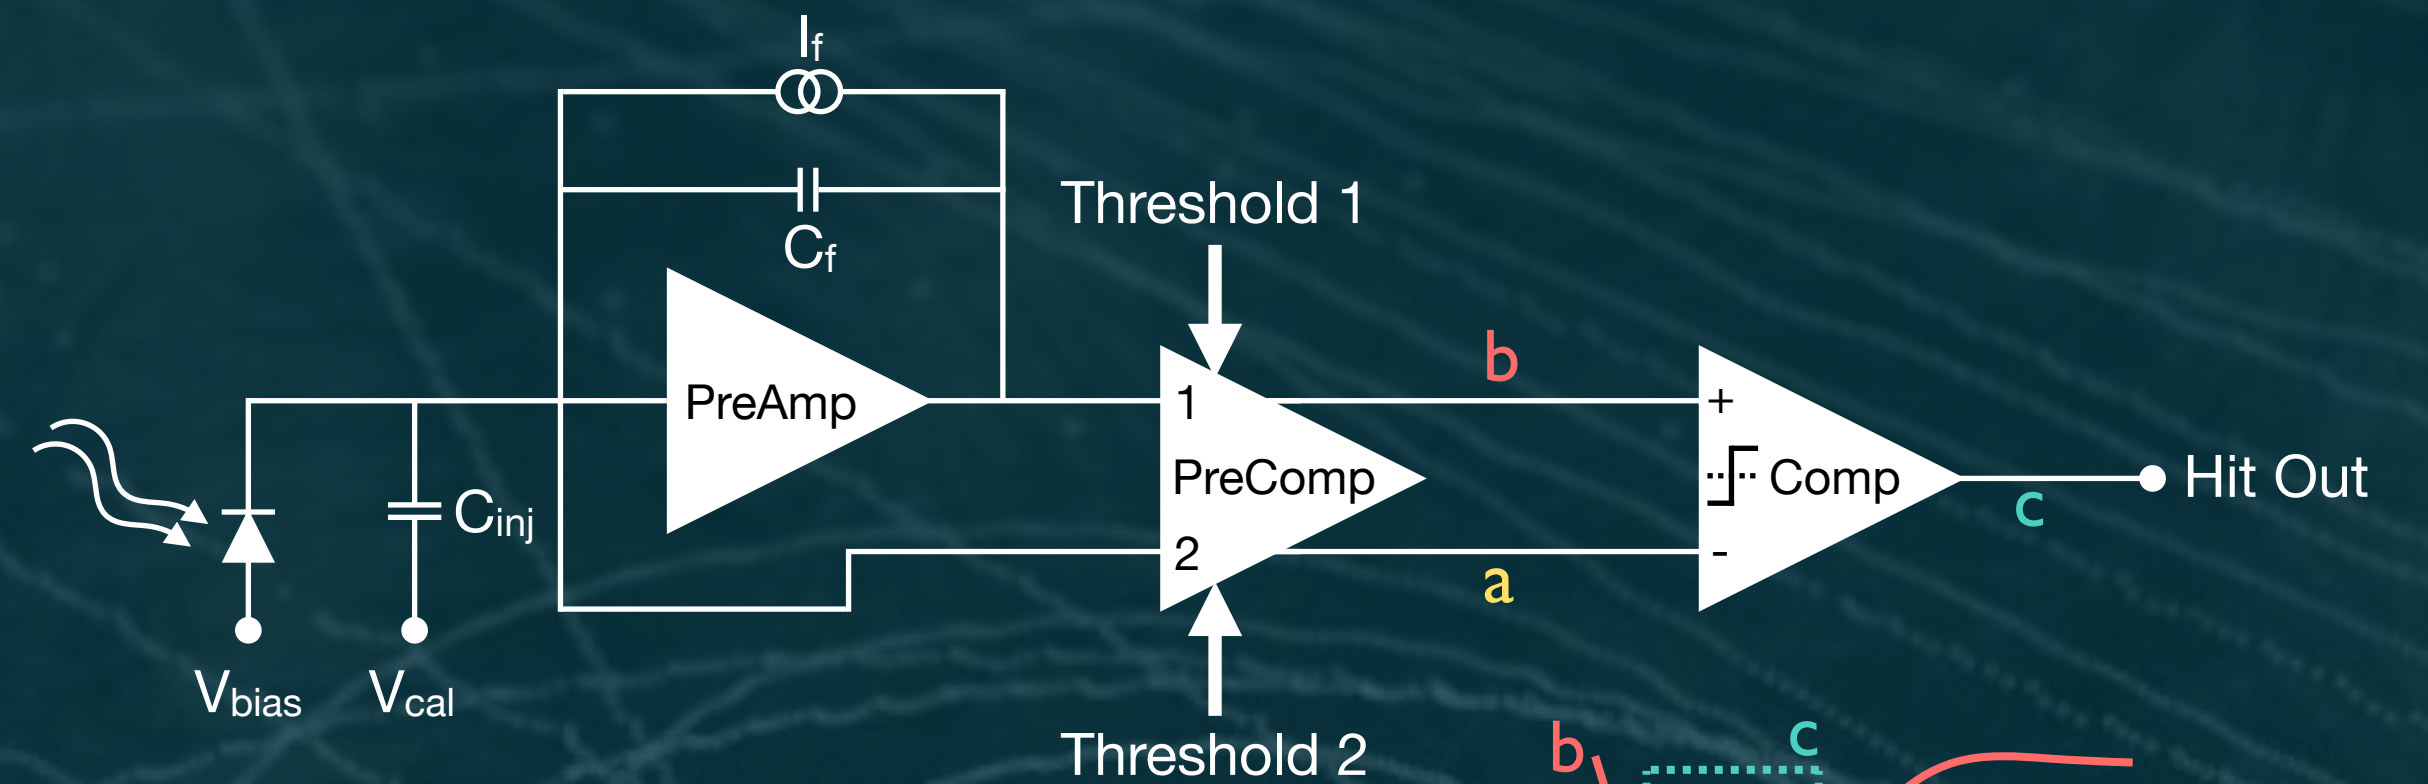 If
Cf
Threshold 1
b
PreAmp
1
+
PreComp
Comp
Hit Out
c
Cinj
2
-
a
Vbias
Vcal
Threshold 2
b
c